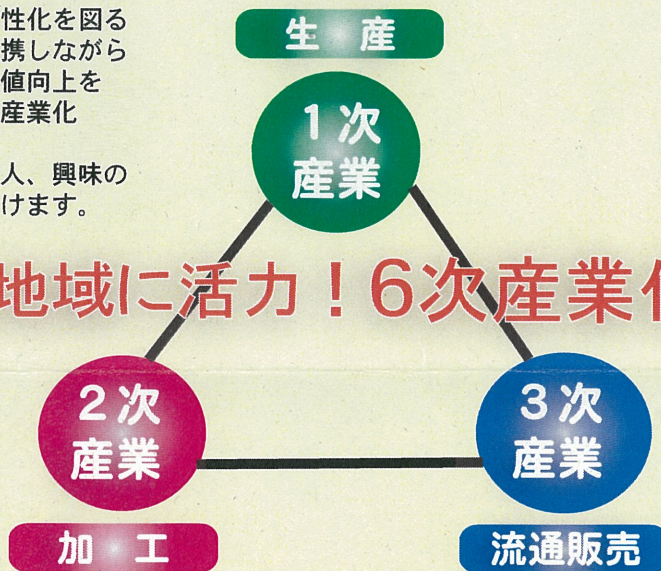 性化を図る
携しながら
値向上を
産業化
人、興味の
けます。
生 産
1次
産業
地域に活力！6次産業化
2次
産業
3次
産業
加 工
流通販売